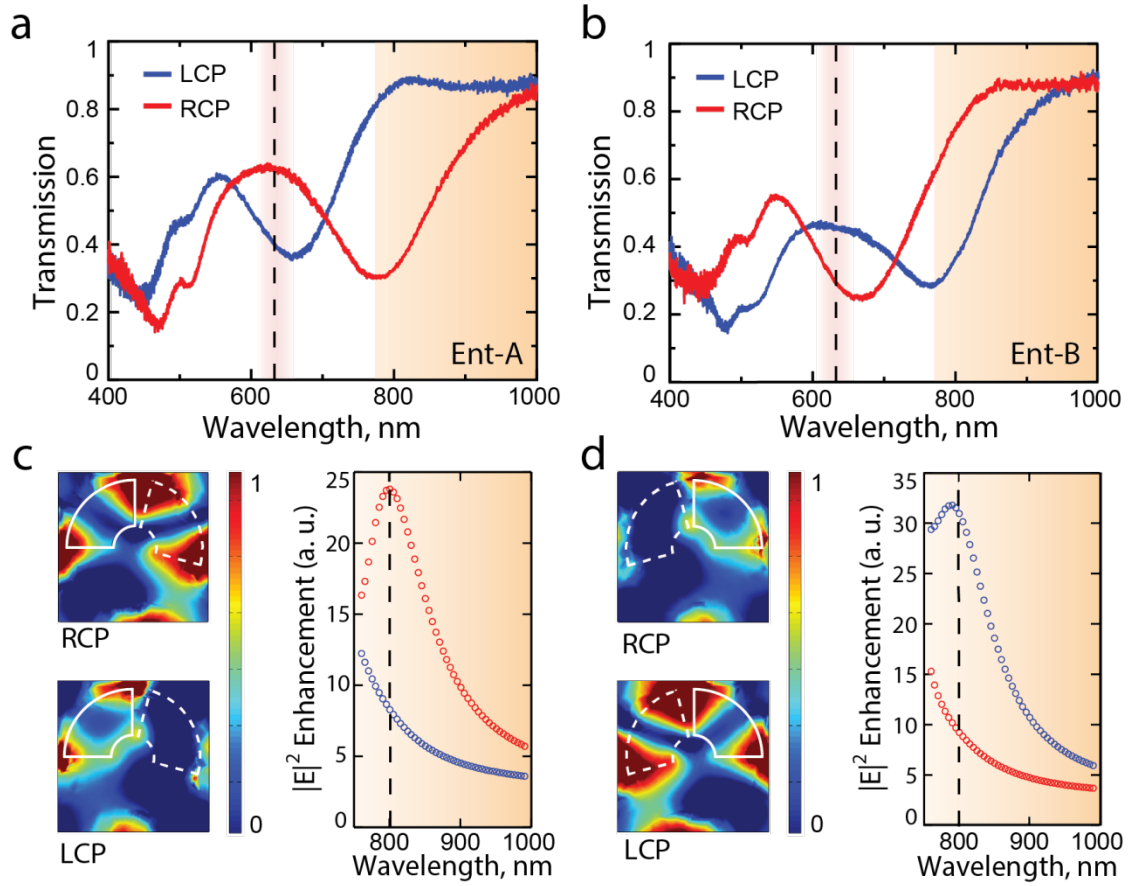 a
Transmission
1
0.8
0.6
0.4
0.2
0
LCP
RCP
Ent-A
400
600
800
1000
Wavelength, nm
b
Transmission
1
0.8
0.6
0.4
0.2
0
LCP
RCP
Ent-B
400
600
800
1000
Wavelength, nm
c
RCP
LCP
1
0
|E|² Enhancement (a. u.)
25
20
15
10
5
0
800
900
1000
Wavelength, nm
d
RCP
LCP
1
0
|E|² Enhancement (a. u.)
35
30
25
20
15
10
5
0
800
900
1000
Wavelength, nm